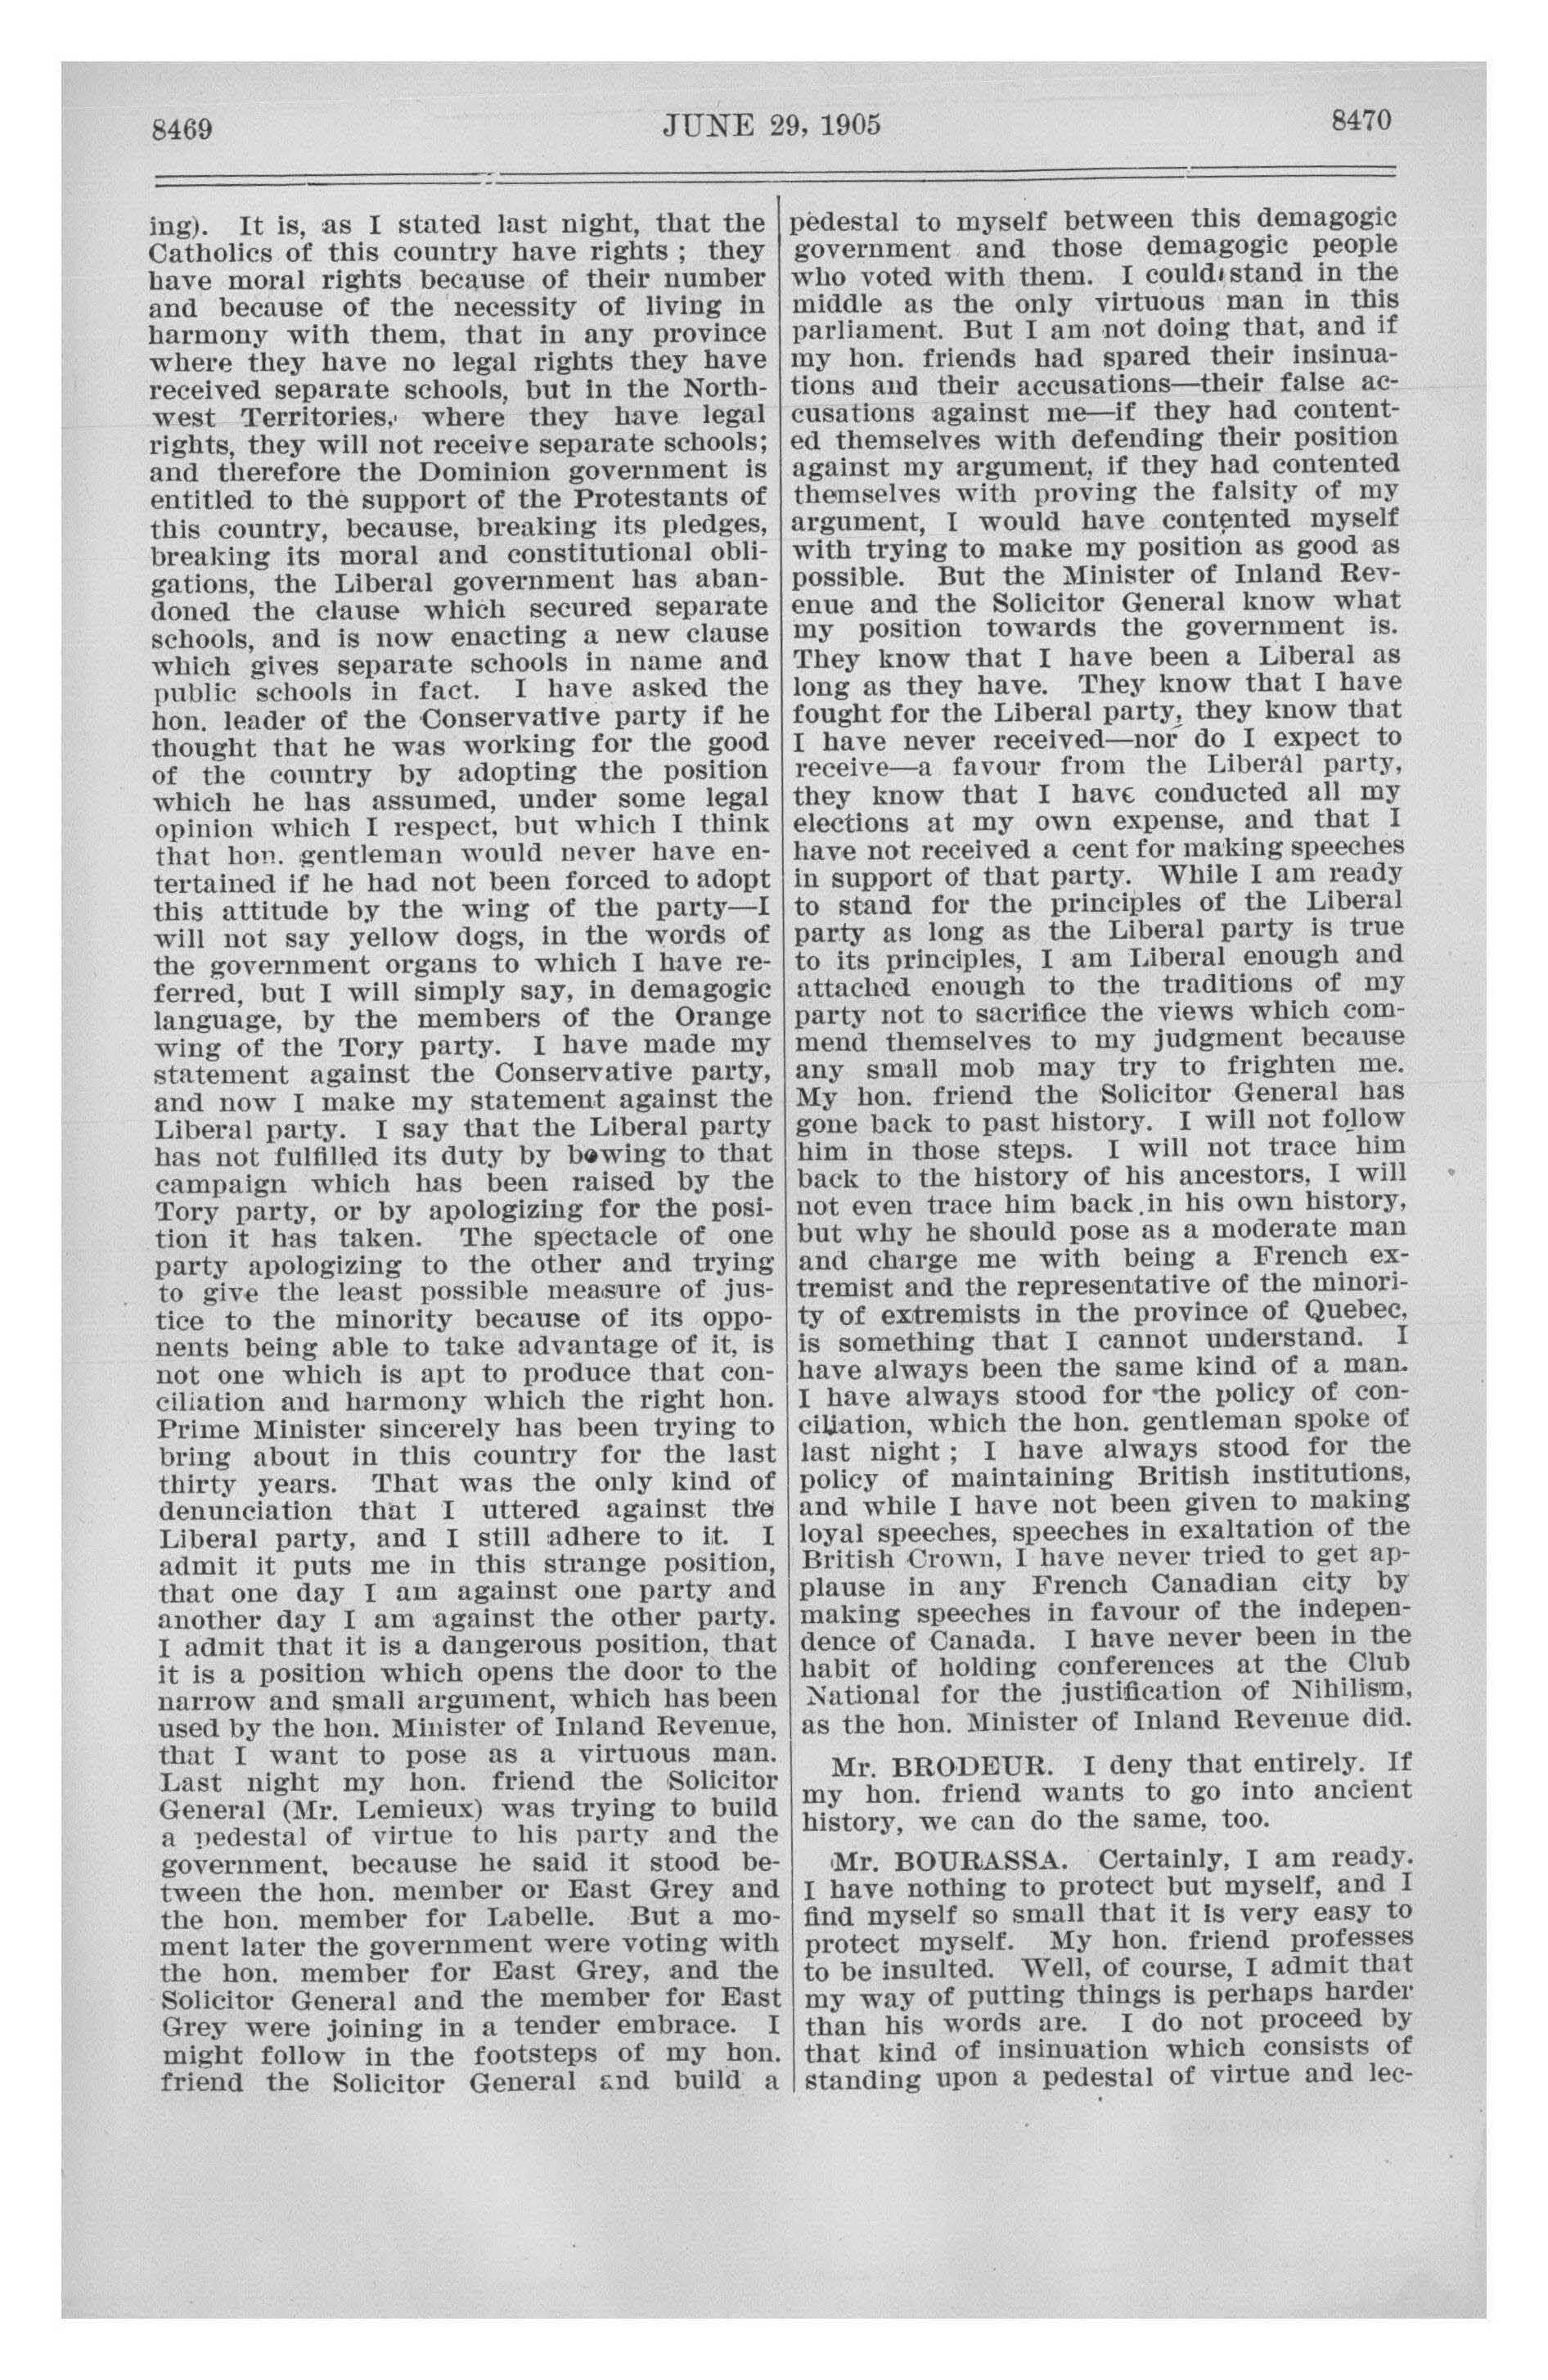 8469
JUNE 29, 1905
8470
ing). It is, as I stated last night, that the
Catholics of this country have rights ; they
have moral rights because of their number
and because of the necessity of living in
harmony with them, that in any province
where they have no legal rights they have
received separate schools, but in the North-
west Territories, where they have legal
rights, they will not receive separate schools;
and therefore the Dominion government is
entitled to the support of the Protestants of
this country, because, breaking its pledges,
breaking its moral and constitutional obli-
gations, the Liberal government has aban-
doned the clause which secured separate
schools, and is now enacting a new clause
which gives separate schools in name and
public schools in fact. I have asked the
hon. leader of the Conservative party if he
thought that he was working for the good
of the country by adopting the position
which he has assumed, under some legal
opinion which I respect, but which I think
that hon. gentleman would never have en-
tertained if he had not been forced to adopt
this attitude by the wing of the party—I
will not say yellow dogs, in the words of
the government organs to which I have re-
ferred, but I will simply say, in demagogic
language, by the members of the Orange
wing of the Tory party. I have made my
statement against the Conservative party,
and now I make my statement against the
Liberal party. I say that the Liberal party
has not fulfilled its duty by bowing to that
campaign which has been raised by the
Tory party, or by apologizing for the posi-
tion it has taken. The spectacle of one
party apologizing to the other and trying
to give the least possible measure of jus-
tice to the minority because of its oppo-
nents being able to take advantage of it, is
not one which is apt to produce that con-
ciliation and harmony which the right hon.
Prime Minister sincerely has been trying to
bring about in this country for the last
thirty years. That was the only kind of
denunciation that I uttered against the
Liberal party, and I still adhere to it. I
admit it puts me in this strange position,
that one day I am against one party and
another day I am against the other party.
I admit that it is a dangerous position, that
it is a position which opens the door to the
narrow and small argument, which has been
used by the hon. Minister of Inland Revenue,
that I want to pose as a virtuous man.
Last night my hon. friend the Solicitor
General (Mr. Lemieux) was trying to build
a pedestal of virtue to his party and the
government, because he said it stood be-
tween the hon. member or East Grey and
the hon. member for Labelle. But a mo-
ment later the government were voting with
the hon. member for East Grey, and the
Solicitor General and the member for East
Grey were joining in a tender embrace. I
might follow in the footsteps of my hon.
friend the Solicitor General and build a
pedestal to myself between this demagogic
government and those demagogic people
who voted with them. I could stand in the
middle as the only virtuous man in this
parliament. But I am not doing that, and if
my hon. friends had spared their insinua-
tions and their accusations—their false ac-
cusations against me—if they had content-
ed themselves with defending their position
against my argument, if they had contented
themselves with proving the falsity of my
argument, I would have contented myself
with trying to make my position as good as
possible. But the Minister of Inland Rev-
enue and the Solicitor General know what
my position towards the government is.
They know that I have been a Liberal as
long as they have. They know that I have
fought for the Liberal party, they know that
I have never received—nor do I expect to
receive—a favour from the Liberal party,
they know that I have conducted all my
elections at my own expense, and that I
have not received a cent for making speeches
in support of that party. While I am ready
to stand for the principles of the Liberal
party as long as the Liberal party is true
to its principles, I am Liberal enough and
attached enough to the traditions of my
party not to sacrifice the views which com-
mend themselves to my judgment because
any small mob may try to frighten me.
My hon. friend the Solicitor General has
gone back to past history. I will not follow
him in those steps. I will not trace him
back to the history of his ancestors, I will
not even trace him back in his own history,
but why he should pose as a moderate man
and charge me with being a French ex-
tremist and the representative of the minori-
ty of extremists in the province of Quebec,
is something that I cannot understand. I
have always been the same kind of a man.
I have always stood for the policy of con-
ciliation, which the hon. gentleman spoke of
last night ; I have always stood for the
policy of maintaining British institutions,
and while I have not been given to making
loyal speeches, speeches in exaltation of the
British Crown, I have never tried to get ap-
plause in any French Canadian city by
making speeches in favour of the indepen-
dence of Canada. I have never been in the
habit of holding conferences at the Club
National for the justification of Nihilism,
as the hon. Minister of Inland Revenue did.
Mr. BRODEUR. I deny that entirely. If
my hon. friend wants to go into ancient
history, we can do the same, too.
Mr. BOURASSA. Certainly, I am ready.
I have nothing to protect but myself, and I
find myself so small that it is very easy to
protect myself. My hon. friend professes
to be insulted. Well, of course, I admit that
my way of putting things is perhaps harder
than his words are. I do not proceed by
that kind of insinuation which consists of
standing upon a pedestal of virtue and lec-